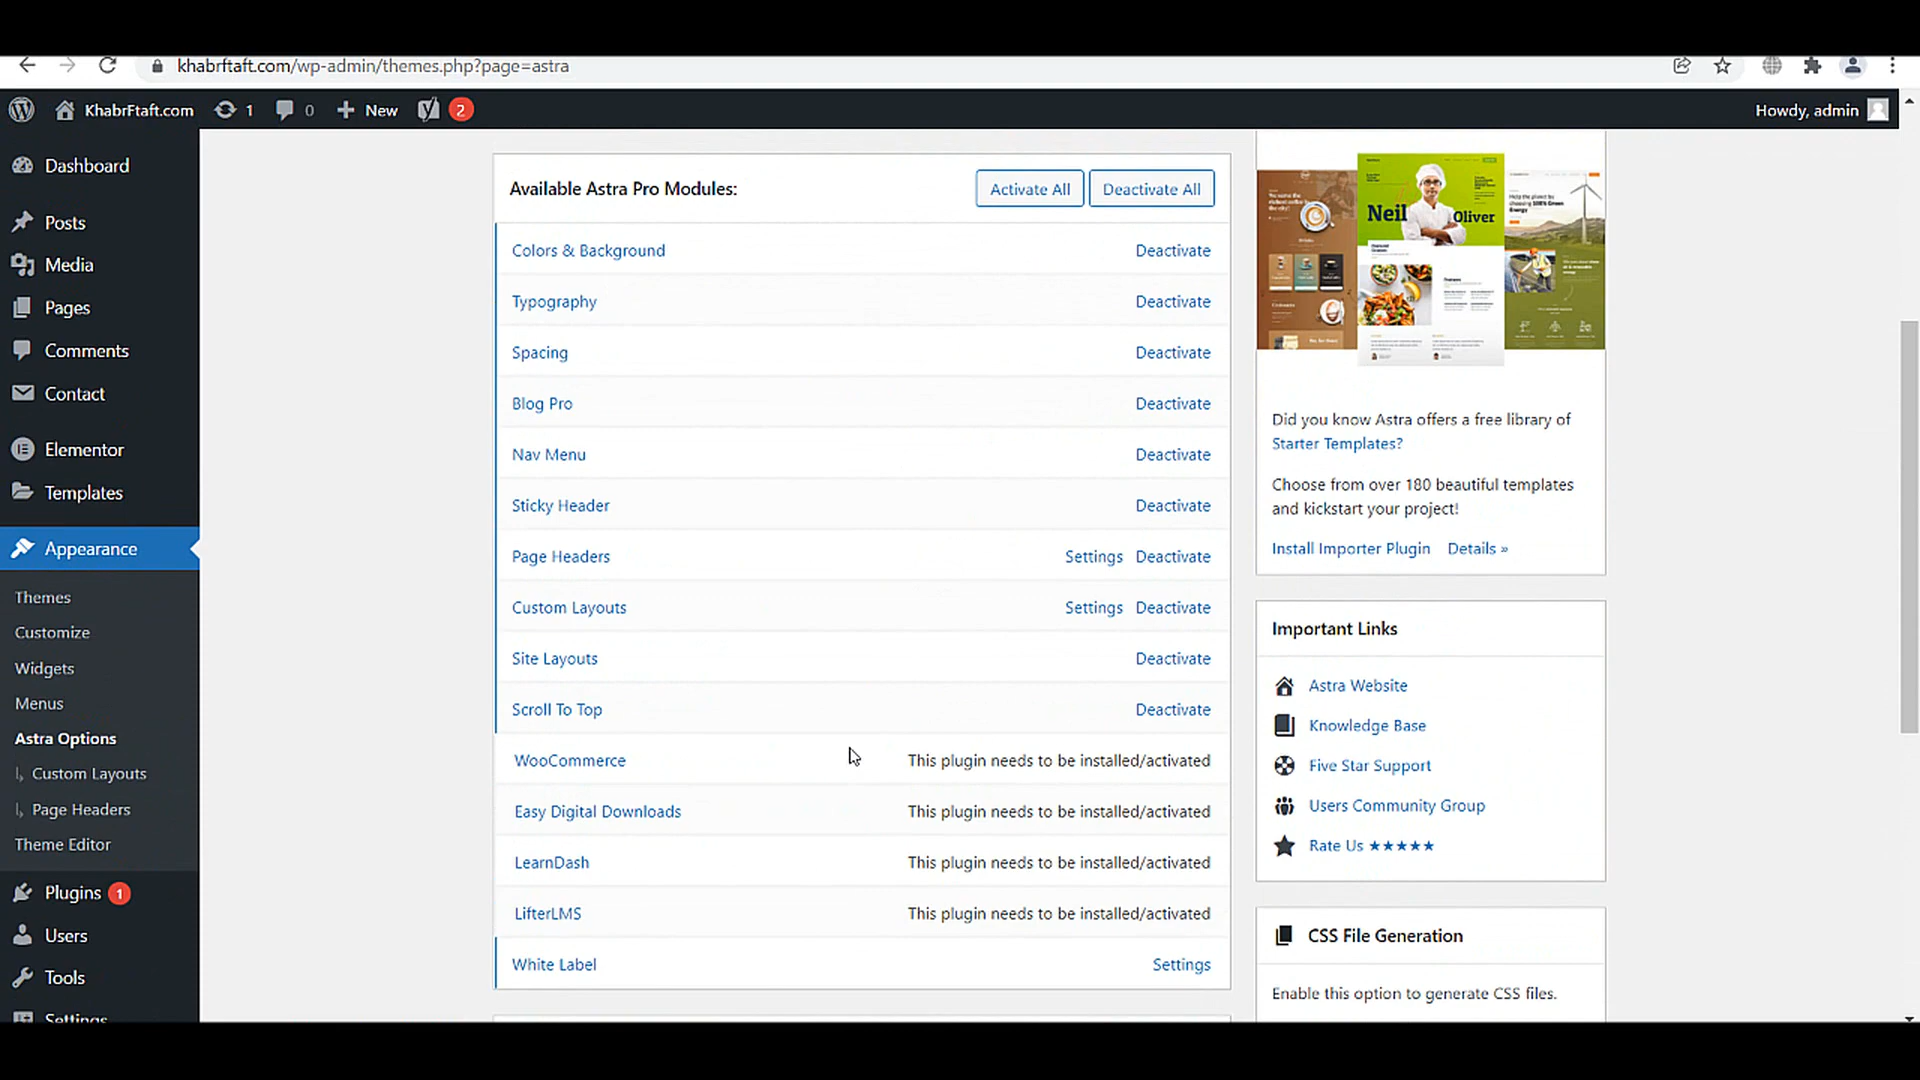 khabrftaft.com/wp-admin/themes.php?page=astra
KhabrFtaft.com 1 0 New 2 Howdy, admin
Dashboard
Posts
Media
Pages
Comments
Contact
Elementor
Templates
Appearance
Themes
Customize
Widgets
Menus
Astra Options
Custom Layouts
Page Headers
Theme Editor
Plugins 1
Users
Tools
Settings
Available Astra Pro Modules: Activate All Deactivate All
Colors & Background Deactivate
Typography Deactivate
Spacing Deactivate
Blog Pro Deactivate
Nav Menu Deactivate
Sticky Header Deactivate
Page Headers Settings Deactivate
Custom Layouts Settings Deactivate
Site Layouts Deactivate
Scroll To Top Deactivate
WooCommerce This plugin needs to be installed/activated
Easy Digital Downloads This plugin needs to be installed/activated
LearnDash This plugin needs to be installed/activated
LifterLMS This plugin needs to be installed/activated
White Label Settings
Neil Oliver
Did you know Astra offers a free library of
Starter Templates?
Choose from over 180 beautiful templates
and kickstart your project!
Install Importer Plugin Details »
Important Links
Astra Website
Knowledge Base
Five Star Support
Users Community Group
Rate Us ★★★★★
CSS File Generation
Enable this option to generate CSS files.